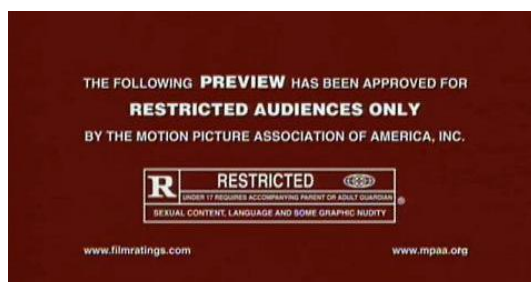 THE FOLLOWING PREVIEW HAS BEEN APPROVED FOR
RESTRICTED AUDIENCES ONLY
BY THE MOTION PICTURE ASSOCIATION OF AMERICA, INC.
R RESTRICTED
UNDER 17 REQUIRES ACCOMPANYING PARENT OR ADULT GUARDIAN
®
SEXUAL CONTENT, LANGUAGE AND SOME GRAPHIC NUDITY
www.filmratings.com www.mpaa.org